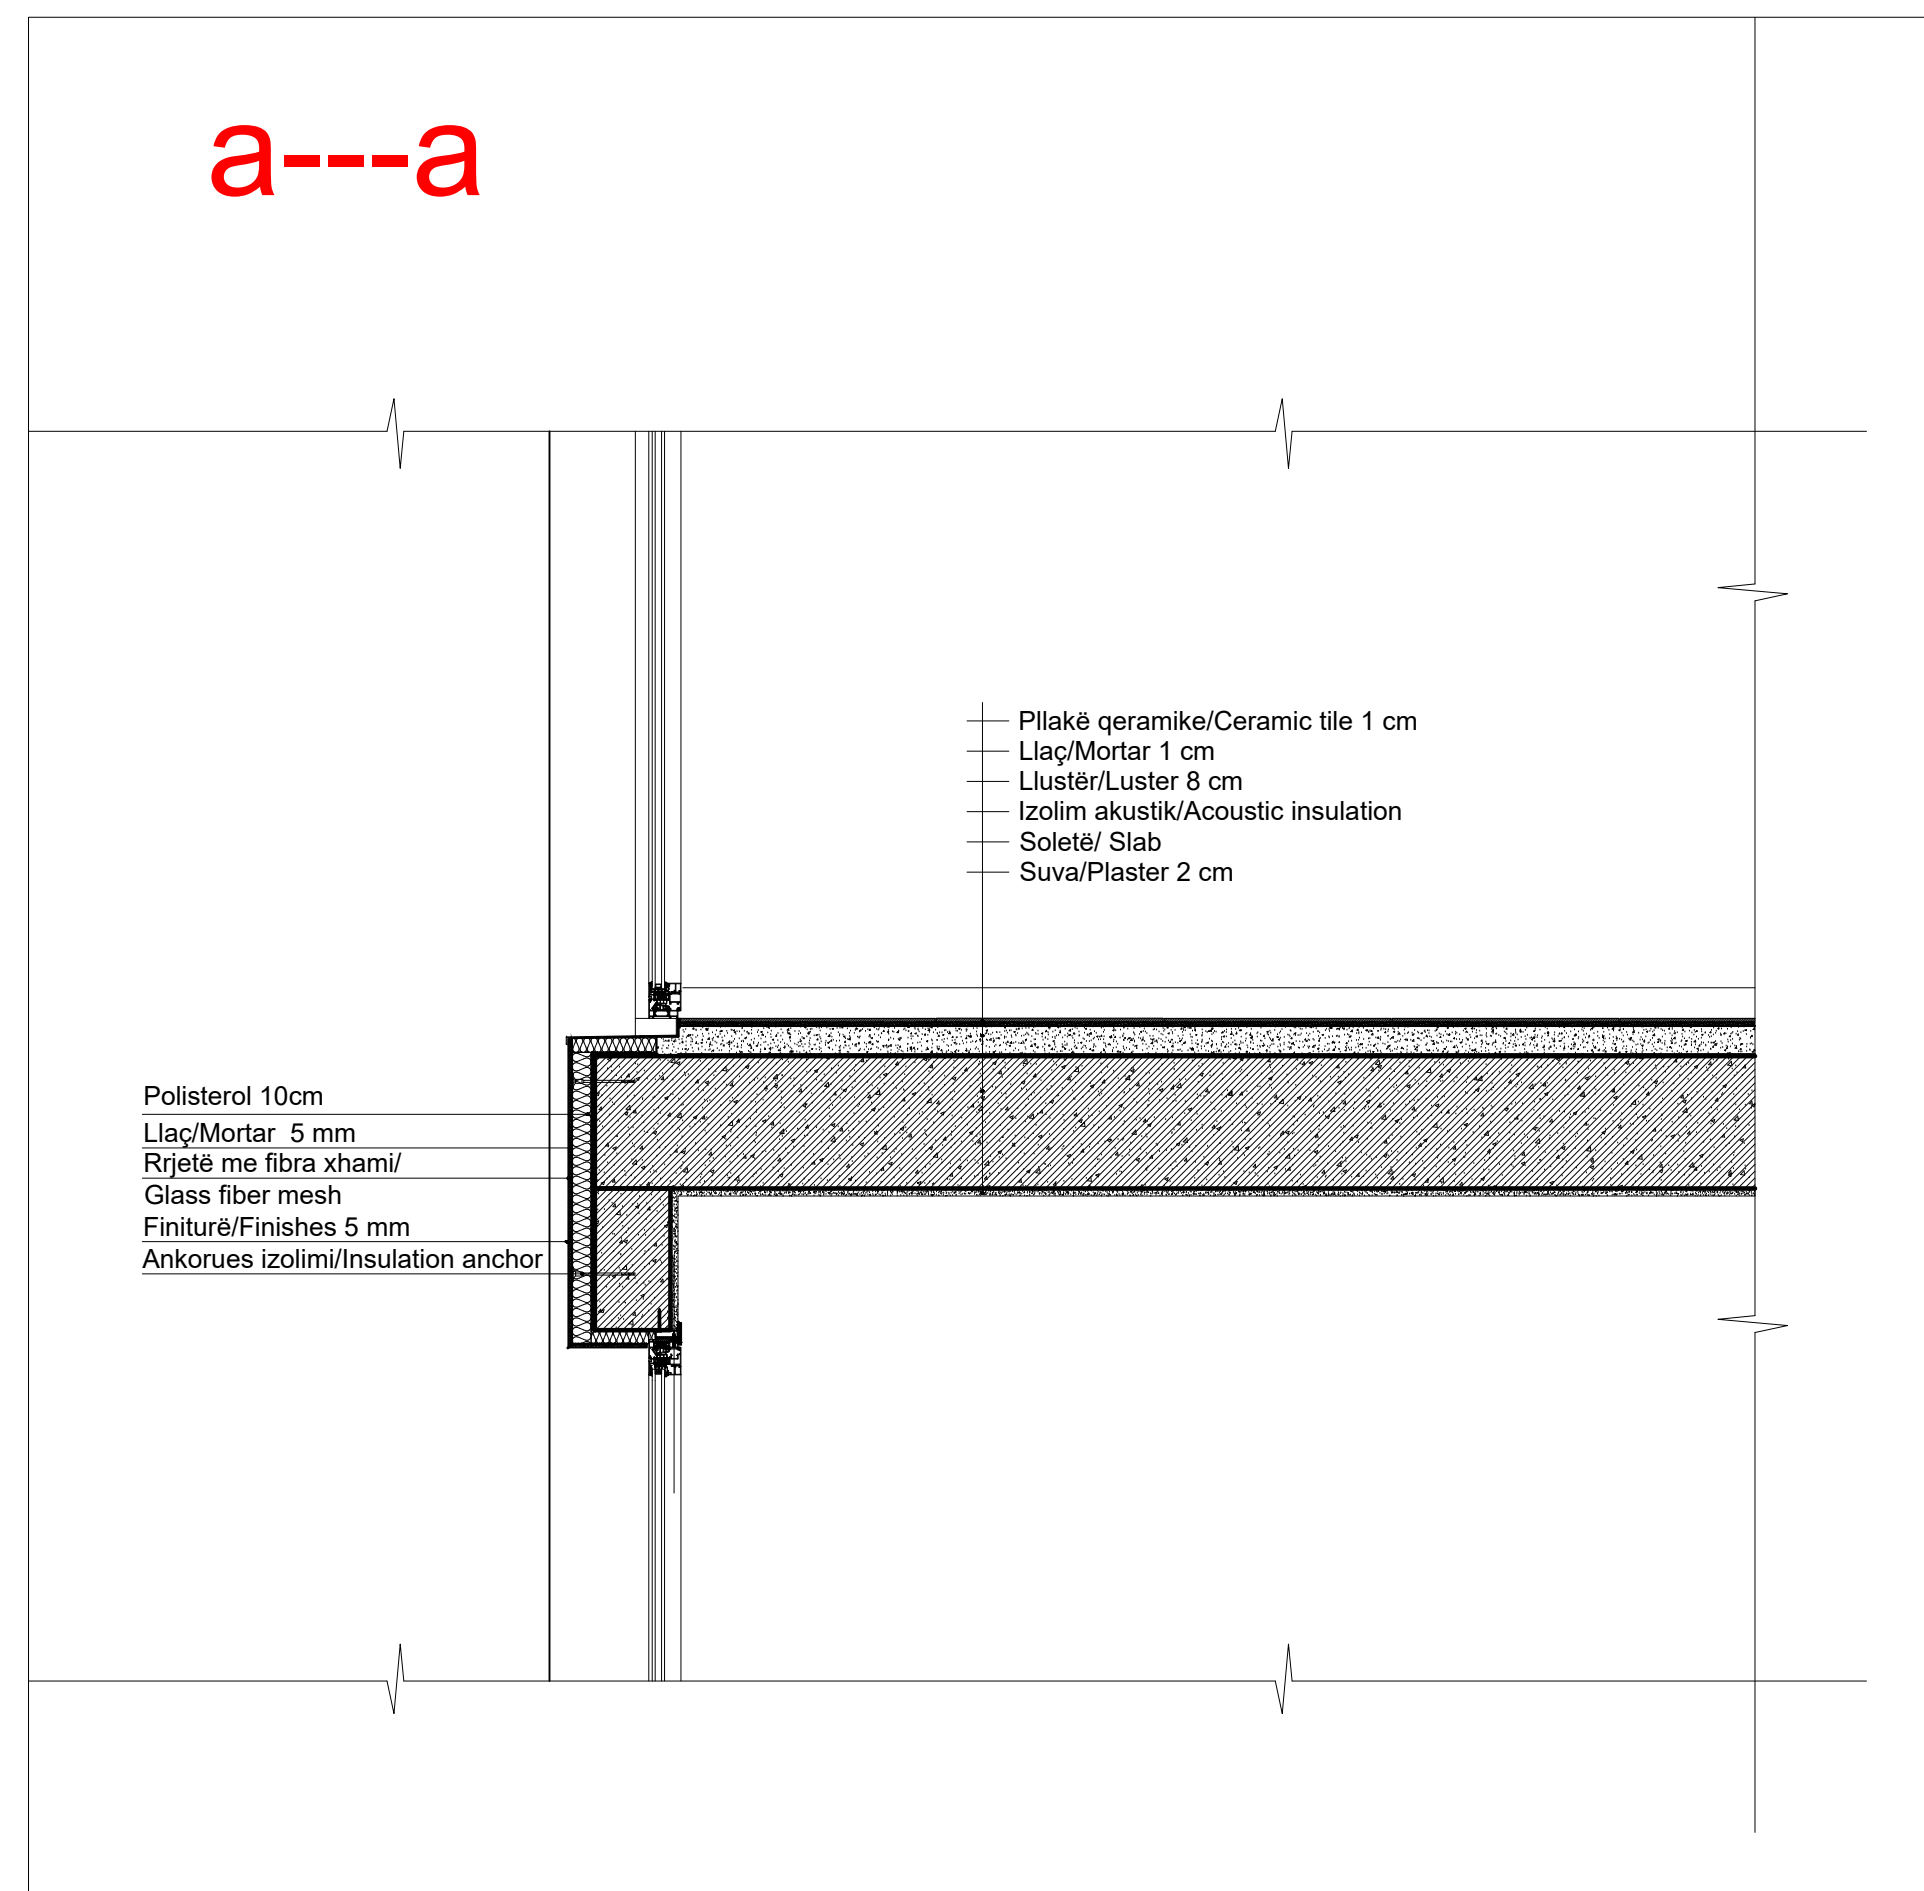 a---a
Pllakë qeramike/Ceramic tile 1 cm
Llaç/Mortar 1 cm
Llustër/Luster 8 cm
Izolim akustik/Acoustic insulation
Soletë/ Slab
Suva/Plaster 2 cm
Polisterol 10cm
Llaç/Mortar 5 mm
Rrjetë me fibra xhami/
Glass fiber mesh
Finiturë/Finishes 5 mm
Ankorues izolimi/Insulation anchor